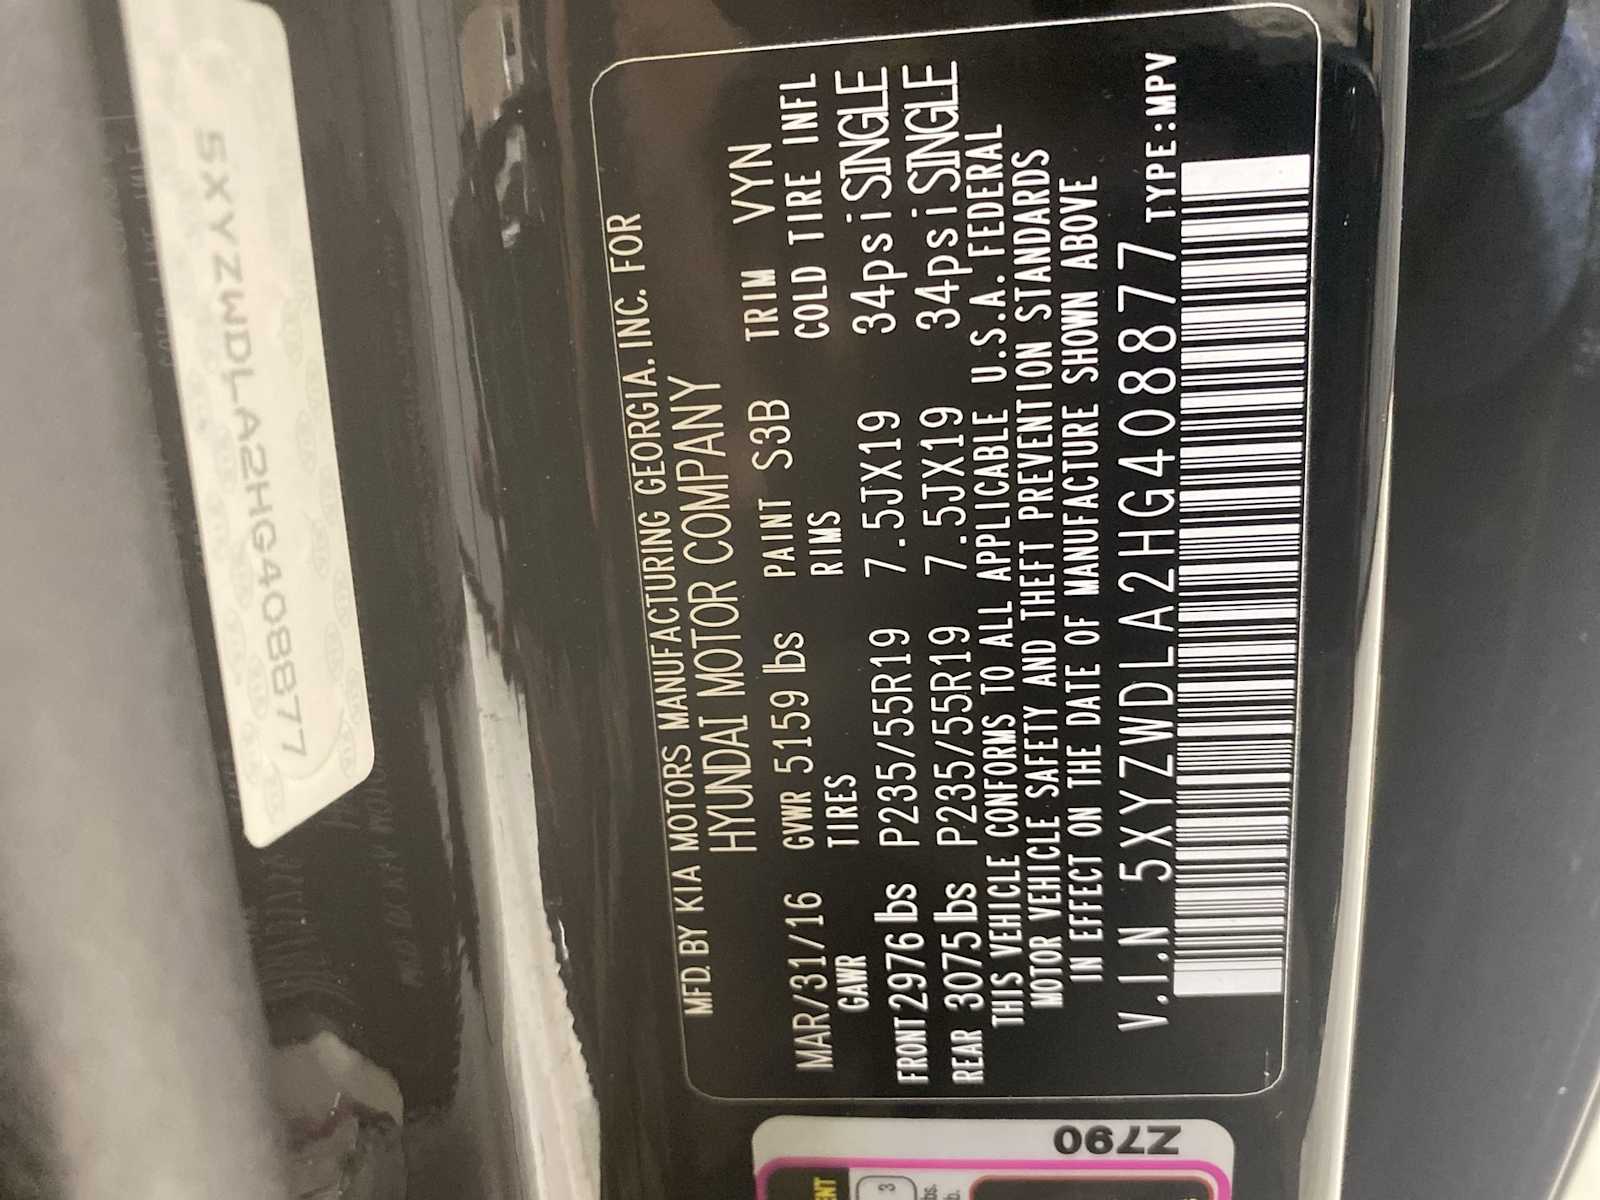 5XYZWDLA2HG408877
MFD. BY KIA MOTORS MANUFACTURING GEORGIA, INC. FOR
HYUNDAI MOTOR COMPANY
MAR/31/16 GVWR 5159 lbs PAINT S3B TRIM VYN
GAWR TIRES RIMS COLD TIRE INFL
FRONT 2976 lbs P235/55R19 7.5JX19 34psi SINGLE
REAR 3075 lbs P235/55R19 7.5JX19 34psi SINGLE
THIS VEHICLE CONFORMS TO ALL APPLICABLE U.S.A. FEDERAL
MOTOR VEHICLE SAFETY AND THEFT PREVENTION STANDARDS
IN EFFECT ON THE DATE OF MANUFACTURE SHOWN ABOVE
V.I.N 5XYZWDLA2HG408877 TYPE:MPV
Z790
3